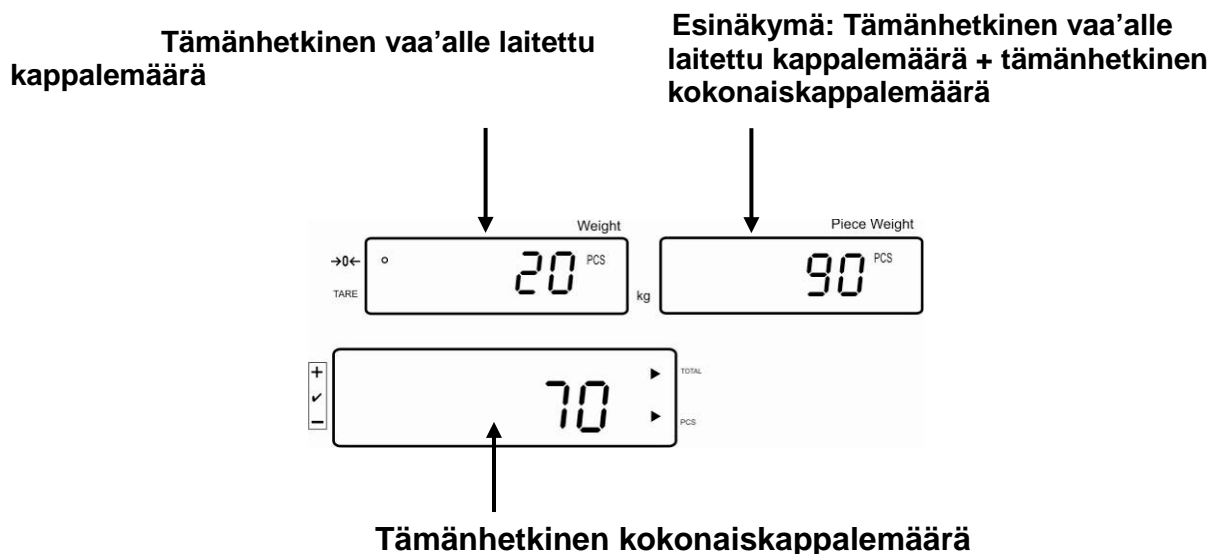 Tämänhetkinen vaa’alle laitettu
kappalemäärä
Esinäkymä: Tämänhetkinen vaa’alle
laitettu kappalemäärä + tämänhetkinen
kokonaiskappalemäärä
Weight
Piece Weight
→0←
TARE
20 PCS
kg
90 PCS
+
✔
−
70
TOTAL
PCS
Tämänhetkinen kokonaiskappalemäärä